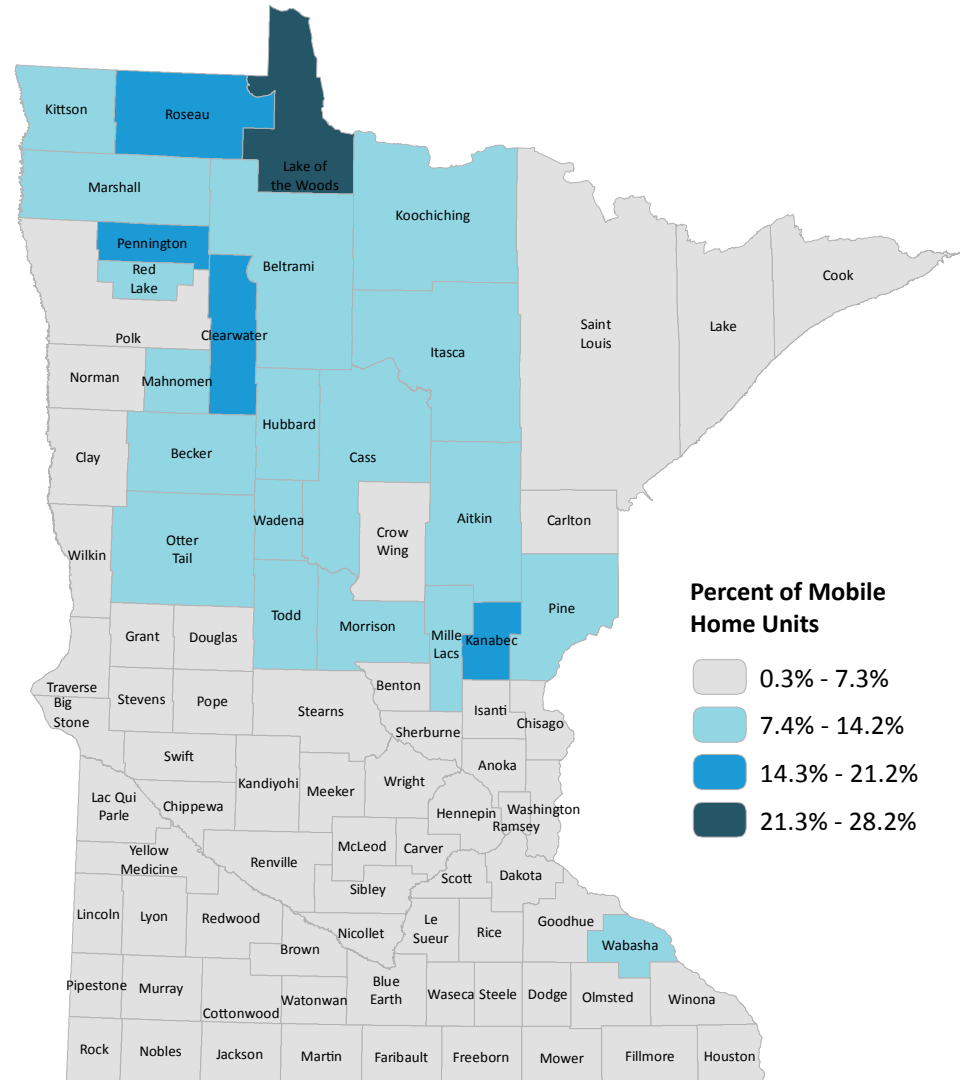 Kittson
Roseau
Lake of
the Woods
Marshall
Koochiching
Pennington
Red
Lake
Beltrami
Cook
Saint
Louis
Lake
Clearwater
Polk
Itasca
Norman
Mahnomen
Hubbard
Clay
Becker
Cass
Wadena
Aitkin
Carlton
Crow
Wing
Otter
Tail
Wilkin
Pine
Todd
Morrison
Mille
Lacs
Kanabec
Grant
Douglas
Traverse
Big
Stone
Stevens
Pope
Stearns
Benton
Isanti
Chisago
Sherburne
Swift
Kandiyohi
Meeker
Wright
Anoka
Lac Qui
Parle
Chippewa
Hennepin
Washington
Ramsey
Yellow
Medicine
Renville
McLeod
Carver
Scott
Dakota
Sibley
Lincoln
Lyon
Redwood
Nicollet
Le
Sueur
Rice
Goodhue
Wabasha
Brown
Pipestone
Murray
Cottonwood
Watonwan
Blue
Earth
Waseca
Steele
Dodge
Olmsted
Winona
Rock
Nobles
Jackson
Martin
Faribault
Freeborn
Mower
Fillmore
Houston
Percent of Mobile
Home Units
0.3% - 7.3%
7.4% - 14.2%
14.3% - 21.2%
21.3% - 28.2%